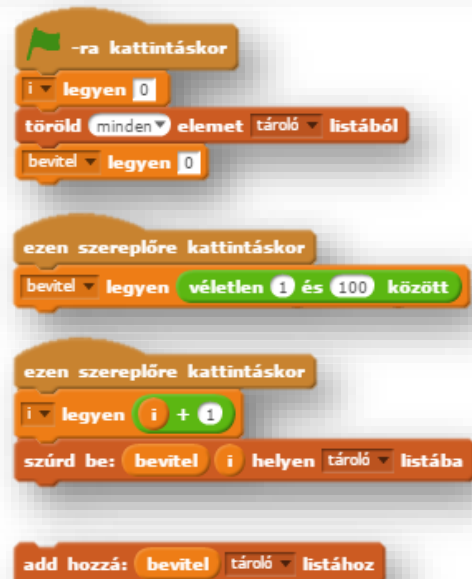 -ra kattintáskor
i legyen 0
töröld minden elemet tároló listából
bevitel legyen 0
ezen szereplőre kattintáskor
bevitel legyen véletlen 1 és 100 között
ezen szereplőre kattintáskor
i legyen i + 1
szúrd be: bevitel i helyen tároló listába
add hozzá: bevitel tároló listához